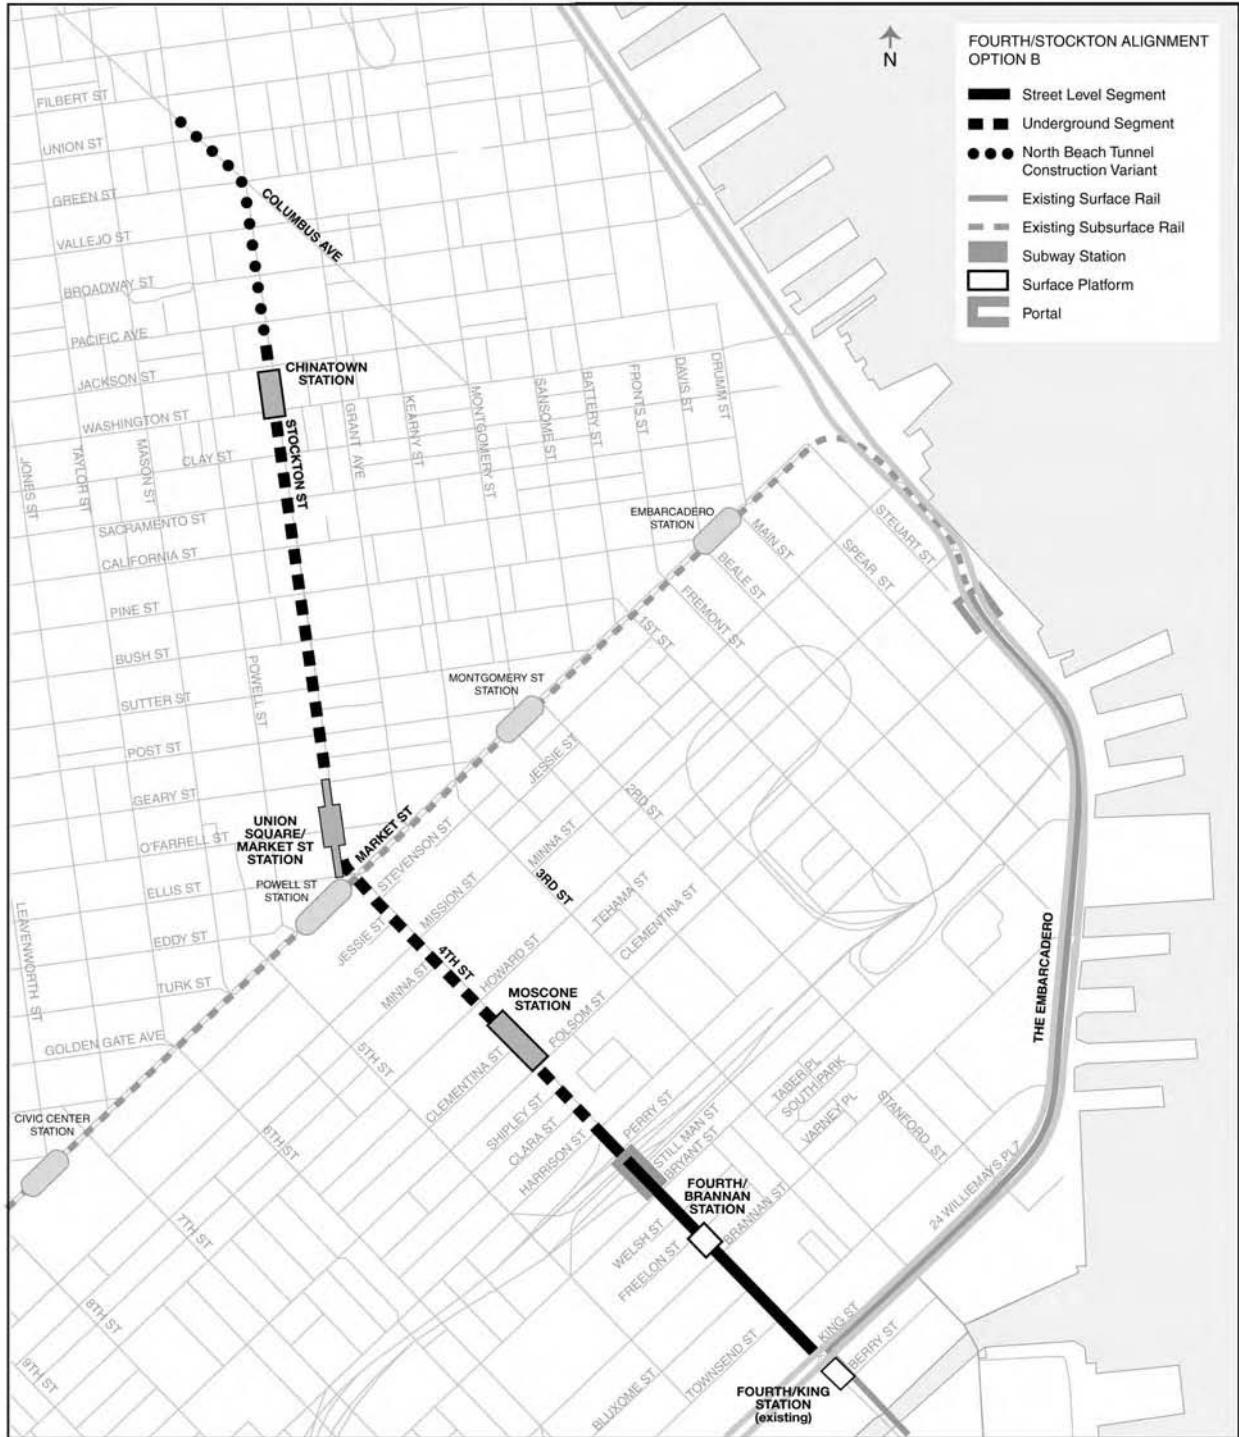 FOURTH/STOCKTON ALIGNMENT
OPTION B
Street Level Segment
Underground Segment
North Beach Tunnel
Construction Variant
Existing Surface Rail
Existing Subsurface Rail
Subway Station
Surface Platform
Portal
N
FILBERT ST
UNION ST
GREEN ST
VALLEJO ST
BROADWAY ST
PACIFIC AVE
JACKSON ST
WASHINGTON ST
CLAY ST
SACRAMENTO ST
CALIFORNIA ST
PINE ST
BUSH ST
SUTTER ST
POST ST
GEARY ST
O'FARRELL ST
ELLIS ST
EDDY ST
TURK ST
GOLDEN GATE AVE
COLUMBUS AVE
CHINATOWN
STATION
STOCKTON ST
JONES ST
TAYLOR ST
MASON ST
POWELL ST
GRANT AVE
KEARNY ST
MONTGOMERY ST
SANSOME ST
BATTERY ST
FRONTS ST
DAVIS ST
DRUMM ST
LEAVENWORTH ST
EMBARCADERO
STATION
MAIN ST
BEALE ST
FREMONT ST
1ST ST
SPEAR ST
STEUART ST
MONTGOMERY ST
STATION
UNION
SQUARE/
MARKET ST
STATION
POWELL ST
STATION
MARKET ST
STEVENSON ST
JESSIE ST
JESSIE ST
MISSION ST
MINNA ST
MINNA ST
2RD ST
3RD ST
TEHAMA ST
CLEMENTINA ST
4TH ST
HOWARD ST
MOSCONE
STATION
FOLSOM ST
CLEMENTINA ST
5TH ST
6TH ST
7TH ST
8TH ST
9TH ST
CIVIC CENTER
STATION
SHIPLEY ST
CLARA ST
HARRISON ST
PERRY ST
STILL MAN ST
BRYANT ST
TABER PL
SOUTH PARK
VARNEY PL
STANFORD ST
24 WILLIEMAYS PLZ
THE EMBARCADERO
FOURTH/
BRANNAN
STATION
BRANNAN ST
WELSH ST
FREELON ST
BLUXOME ST
TOWNSEND ST
KING ST
BERRY ST
FOURTH/KING
STATION
(existing)